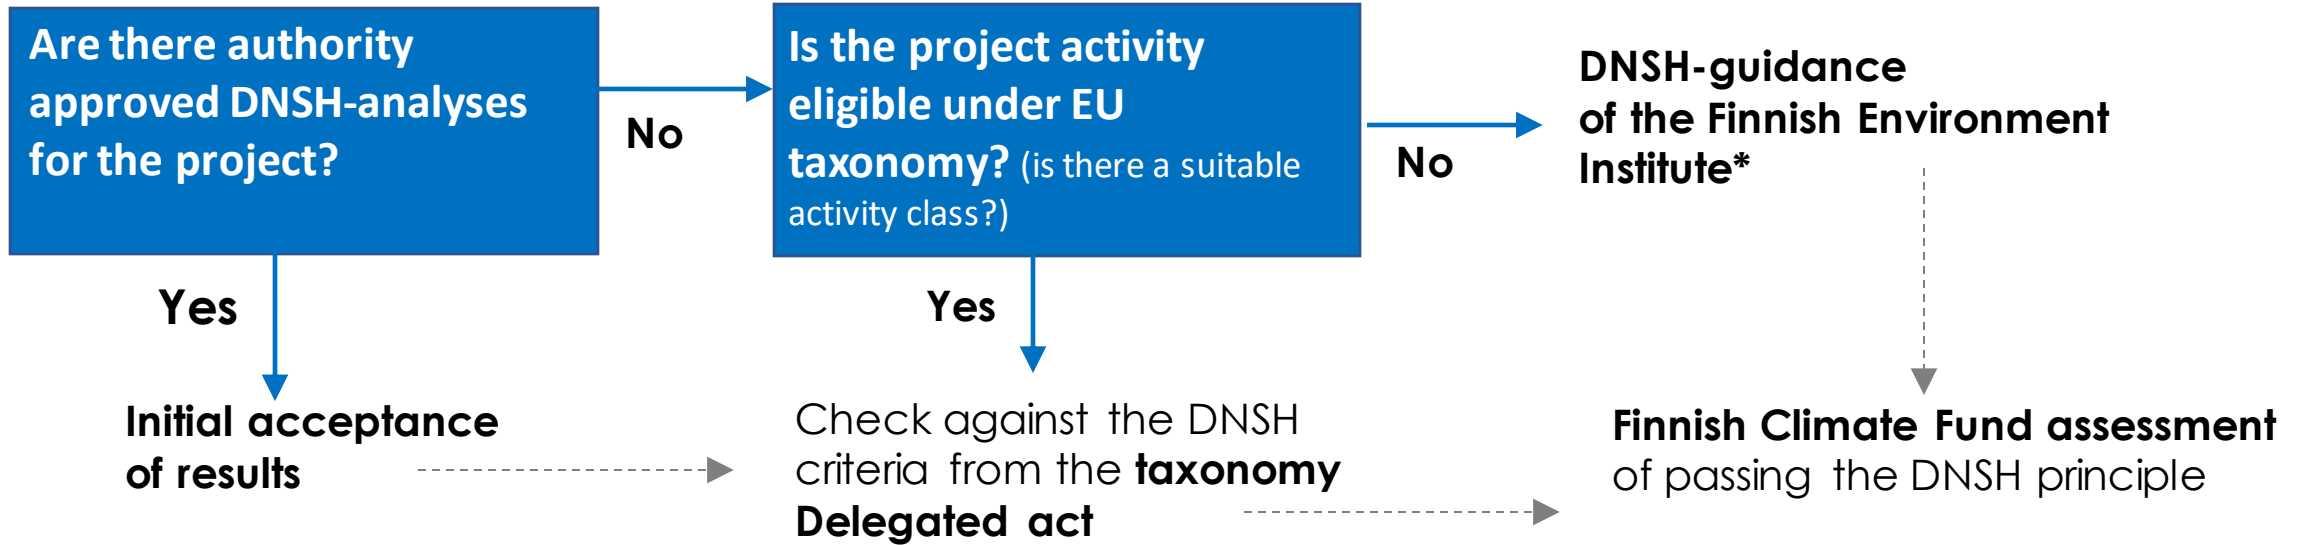 Are there authority
approved DNSH-analyses
for the project?
No
Is the project activity
eligible under EU
taxonomy? (is there a suitable
activity class?)
No
DNSH-guidance
of the Finnish Environment
Institute*
Yes
Yes
Initial acceptance
of results
Check against the DNSH
criteria from the taxonomy
Delegated act
Finnish Climate Fund assessment
of passing the DNSH principle